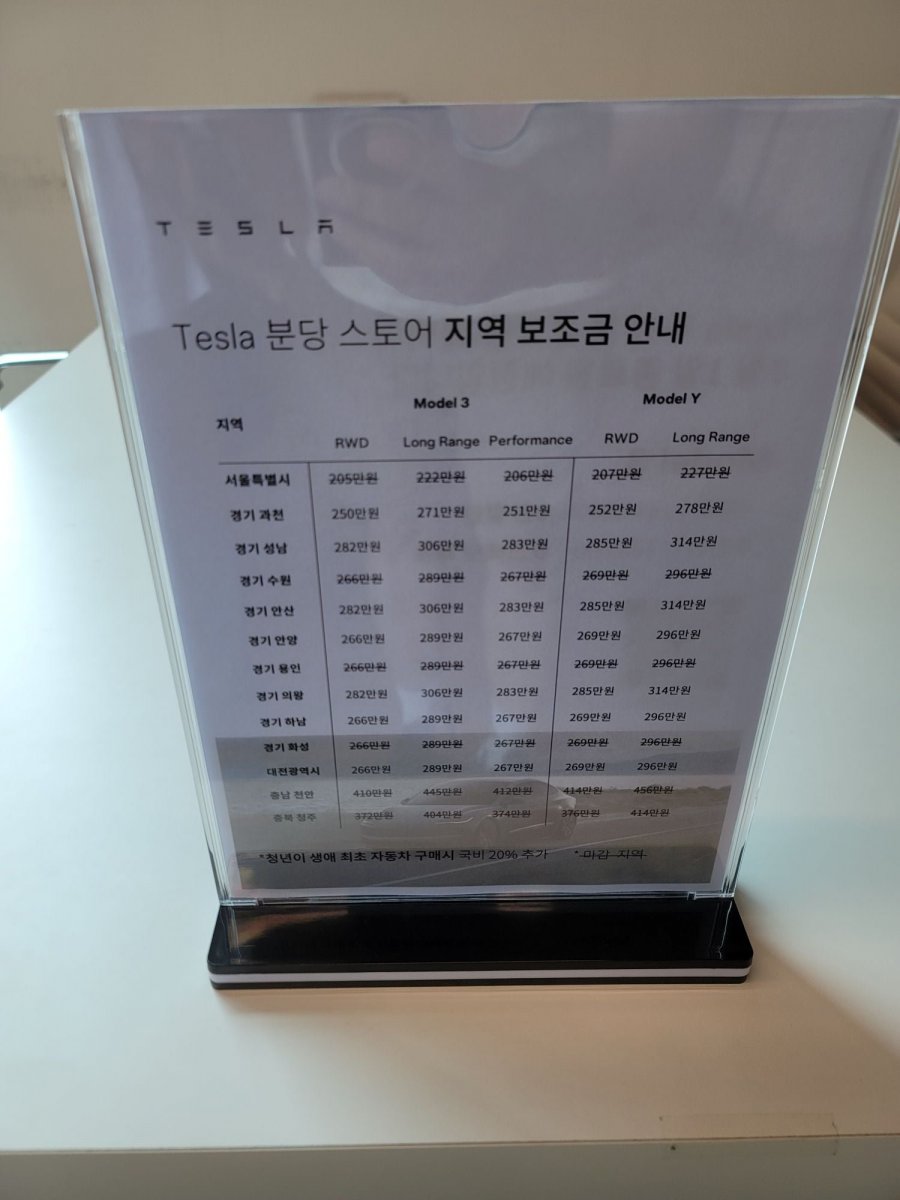 TESLA
Tesla 분당 스토어 지역 보조금 안내
Model 3 Model Y
지역 RWD Long Range Performance RWD Long Range
서울특별시 205만원 222만원 206만원 207만원 227만원
경기 과천 250만원 271만원 251만원 252만원 278만원
경기 성남 282만원 306만원 283만원 285만원 314만원
경기 수원 266만원 289만원 267만원 269만원 296만원
경기 안산 282만원 306만원 283만원 285만원 314만원
경기 안양 266만원 289만원 267만원 269만원 296만원
경기 용인 266만원 289만원 267만원 269만원 296만원
경기 의왕 282만원 306만원 283만원 285만원 314만원
경기 하남 266만원 289만원 267만원 269만원 296만원
경기 화성 266만원 289만원 267만원 269만원 296만원
대전광역시 266만원 289만원 267만원 269만원 296만원
충남 천안 410만원 445만원 412만원 414만원 456만원
충북 청주 372만원 404만원 374만원 376만원 414만원
*청년이 생애 최초 자동차 구매시 국비 20% 추가 * 마감 지역